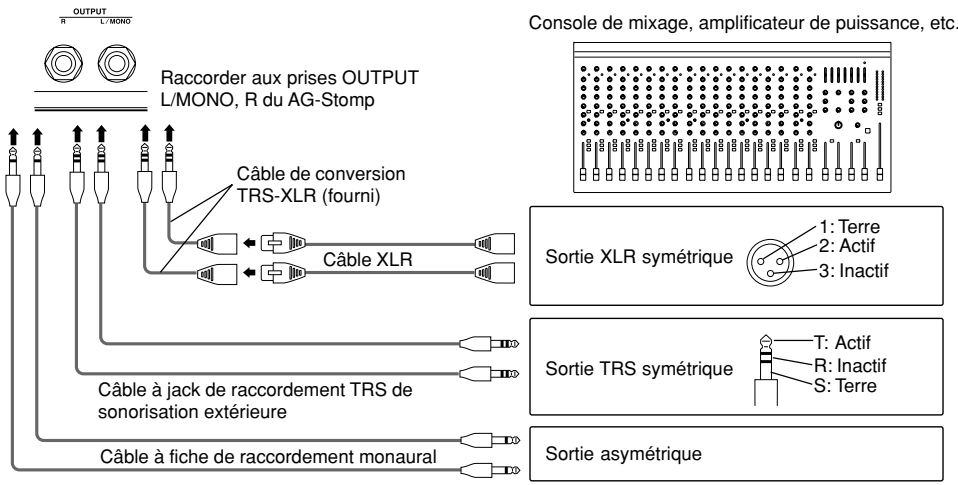 OUTPUT
R L/MONO
Console de mixage, amplificateur de puissance, etc.
Raccorder aux prises OUTPUT
L/MONO, R du AG-Stomp
Câble de conversion
TRS-XLR (fourni)
Câble XLR
Sortie XLR symétrique
1: Terre
2: Actif
3: Inactif
Sortie TRS symétrique
T: Actif
R: Inactif
S: Terre
Câble à jack de raccordement TRS de
sonorisation extérieure
Câble à fiche de raccordement monaural
Sortie asymétrique